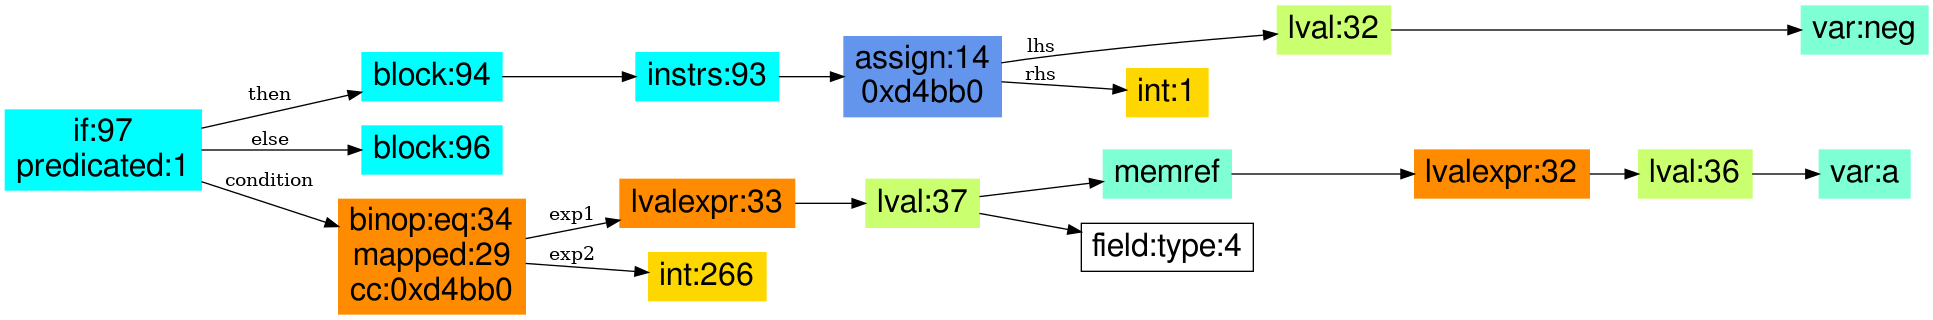 if:97
predicated:1
then
else
condition
block:94
block:96
binop:eq:34
mapped:29
cc:0xd4bb0
instrs:93
exp1
exp2
lvalexpr:33
int:266
assign:14
0xd4bb0
lhs
rhs
lval:37
lval:32
int:1
memref
field:type:4
lvalexpr:32
lval:36
var:neg
var:a